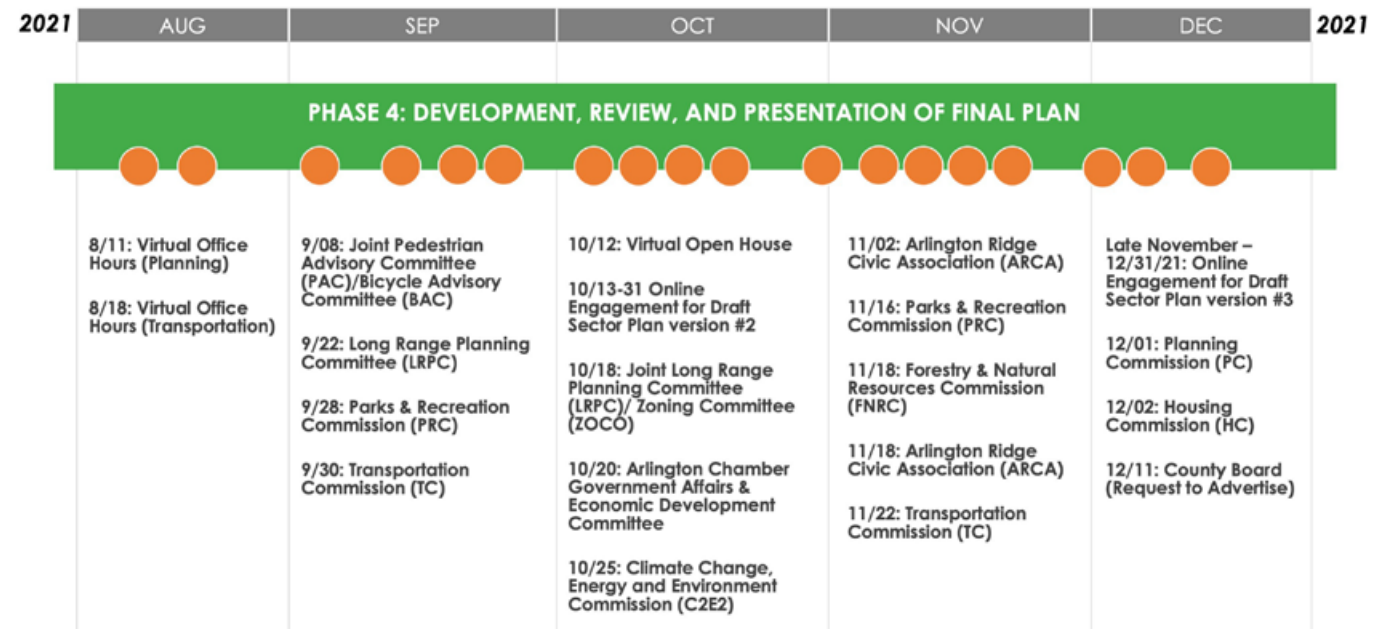 2021 AUG SEP OCT NOV DEC 2021
PHASE 4: DEVELOPMENT, REVIEW, AND PRESENTATION OF FINAL PLAN
8/11: Virtual Office
Hours (Planning)
8/18: Virtual Office
Hours (Transportation)
9/08: Joint Pedestrian
Advisory Committee
(PAC)/Bicycle Advisory
Committee (BAC)
9/22: Long Range Planning
Committee (LRPC)
9/28: Parks & Recreation
Commission (PRC)
9/30: Transportation
Commission (TC)
10/12: Virtual Open House
10/13-31 Online
Engagement for Draft
Sector Plan version #2
10/18: Joint Long Range
Planning Committee
(LRPC)/ Zoning Committee
(ZOCO)
10/20: Arlington Chamber
Government Affairs &
Economic Development
Committee
10/25: Climate Change,
Energy and Environment
Commission (C2E2)
11/02: Arlington Ridge
Civic Association (ARCA)
11/16: Parks & Recreation
Commission (PRC)
11/18: Forestry & Natural
Resources Commission
(FNRC)
11/18: Arlington Ridge
Civic Association (ARCA)
11/22: Transportation
Commission (TC)
Late November –
12/31/21: Online
Engagement for Draft
Sector Plan version #3
12/01: Planning
Commission (PC)
12/02: Housing
Commission (HC)
12/11: County Board
(Request to Advertise)